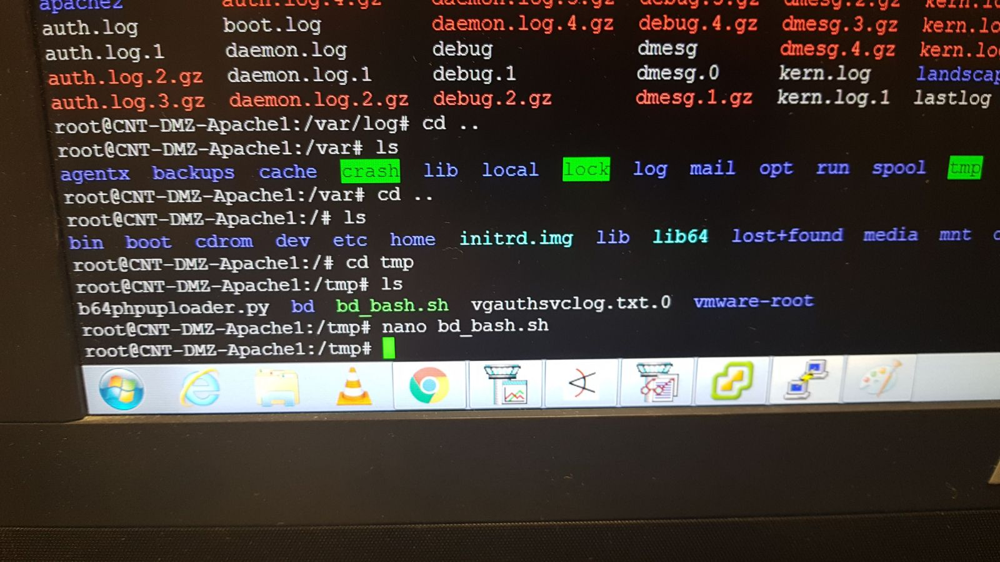 apache2 auth.log.4.gz daemon.log.3.gz debug.3.gz dmesg.2.gz
auth.log boot.log daemon.log.4.gz debug.4.gz dmesg.3.gz kern.lo
auth.log.1 daemon.log debug dmesg dmesg.4.gz kern.lo
auth.log.2.gz daemon.log.1 debug.1 dmesg.0 kern.log landscap
auth.log.3.gz daemon.log.2.gz debug.2.gz dmesg.1.gz kern.log.1 lastlog
root@CNT-DMZ-Apache1:/var/log# cd ..
root@CNT-DMZ-Apache1:/var# ls
agentx backups cache crash lib local lock log mail opt run spool tmp
root@CNT-DMZ-Apache1:/var# cd ..
root@CNT-DMZ-Apache1:/# ls
bin boot cdrom dev etc home initrd.img lib lib64 lost+found media mnt
root@CNT-DMZ-Apache1:/# cd tmp
root@CNT-DMZ-Apache1:/tmp# ls
b64phpuploader.py bd bd_bash.sh vgauthsvclog.txt.0 vmware-root
root@CNT-DMZ-Apache1:/tmp# nano bd_bash.sh
root@CNT-DMZ-Apache1:/tmp#